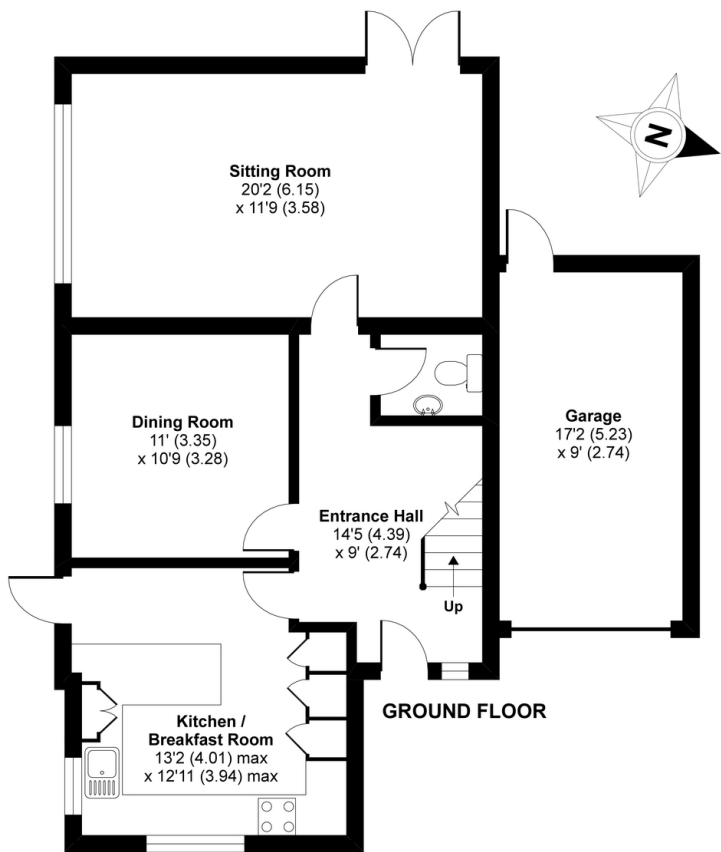 Sitting Room
20'2 (6.15)
x 11'9 (3.58)
N
Dining Room
11' (3.35)
x 10'9 (3.28)
Garage
17'2 (5.23)
x 9' (2.74)
Entrance Hall
14'5 (4.39)
x 9' (2.74)
Up
GROUND FLOOR
Kitchen /
Breakfast Room
13'2 (4.01) max
x 12'11 (3.94) max